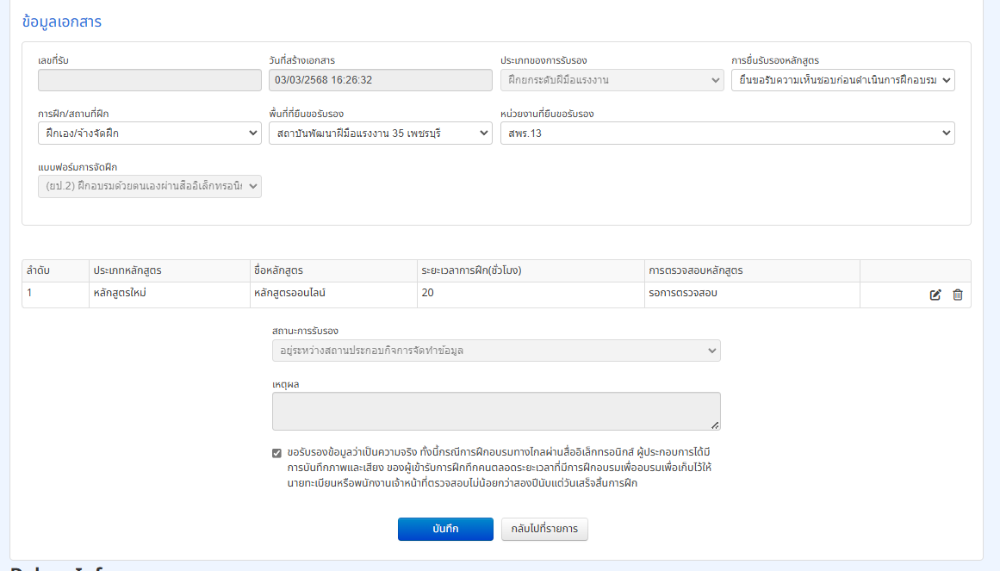 ข้อมูลเอกสาร
เลขที่รับ วันที่สร้างเอกสาร ประเภทของการรับรอง การยื่นรับรองหลักสูตร
03/03/2568 16:26:32 ฝึกยกระดับฝีมือแรงงาน ยื่นขอรับความเห็นชอบก่อนดำเนินการฝึกอบรม
การฝึก/สถานที่ฝึก พื้นที่ที่ยืนขอรับรอง หน่วยงานที่ยืนขอรับรอง
ฝึกเอง/จ้างจัดฝึก สถาบันพัฒนาฝีมือแรงงาน 35 เพชรบุรี สพร.13
แบบฟอร์มการจัดฝึก
(ยป.2) ฝึกอบรมด้วยตนเองผ่านสื่ออิเล็กทรอนิก
ลำดับ ประเภทหลักสูตร ชื่อหลักสูตร ระยะเวลาการฝึก(ชั่วโมง) การตรวจสอบหลักสูตร
1 หลักสูตรใหม่ หลักสูตรออนไลน์ 20 รอการตรวจสอบ
สถานะการรับรอง
อยู่ระหว่างสถานประกอบกิจการจัดทำข้อมูล
เหตุผล
ขอรับรองข้อมูลว่าเป็นความจริง ทั้งนี้กรณีการฝึกอบรมทางไกลผ่านสื่ออิเล็กทรอนิกส์ ผู้ประกอบการได้มี
การบันทึกภาพและเสียง ของผู้เข้ารับการฝึกทึกคนตลอดระยะเวลาที่มีการฝึกอบรมเพื่ออบรมเพื่อเก็บไว้ให้
นายทะเบียนหรือพนักงานเจ้าหน้าที่ตรวจสอบไม่น้อยกว่าสองปีนับแต่วันเสร็จสิ้นการฝึก
บันทึก กลับไปที่รายการ